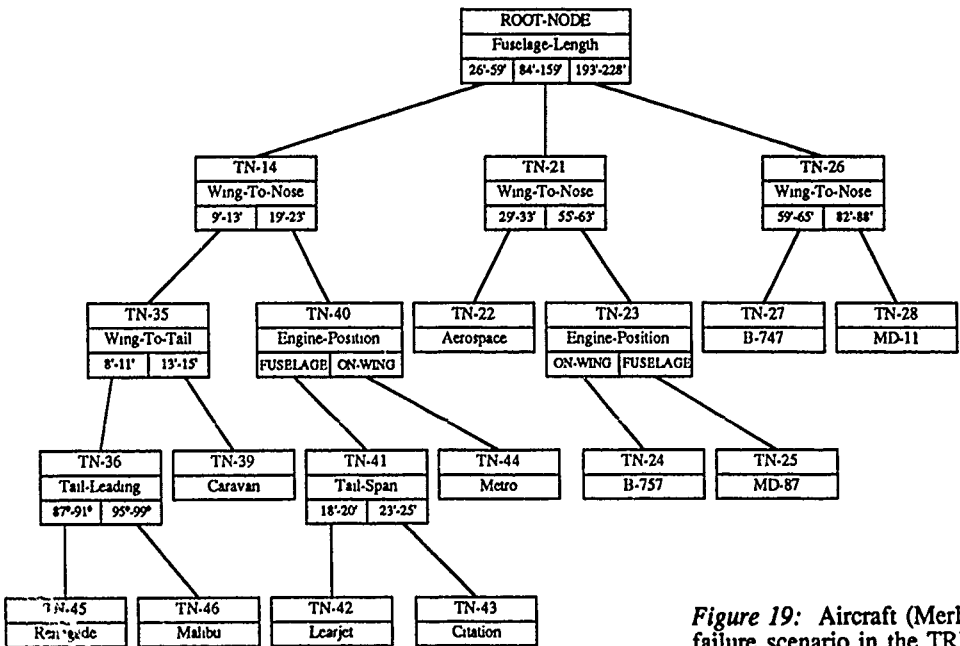 ROOT-NODE
Fuselage-Length
26'-59' 84'-159' 193'-228'
TN-14
Wing-To-Nose
9'-13' 19'-23'
TN-21
Wing-To-Nose
29'-33' 55'-63'
TN-26
Wing-To-Nose
59'-65' 82'-88'
TN-35
Wing-To-Tail
8'-11' 13'-15'
TN-40
Engine-Position
FUSELAGE ON-WING
TN-22
Aerospace
TN-23
Engine-Position
ON-WING FUSELAGE
TN-27
B-747
TN-28
MD-11
TN-36
Tail-Leading
87°-91° 95°-99°
TN-39
Caravan
TN-41
Tail-Span
18'-20' 23'-25'
TN-44
Metro
TN-24
B-757
TN-25
MD-87
TN-45
TN-46
Malibu
TN-42
Learjet
TN-43
Citation
Figure 19: Aircraft (Merl
failure scenario in the